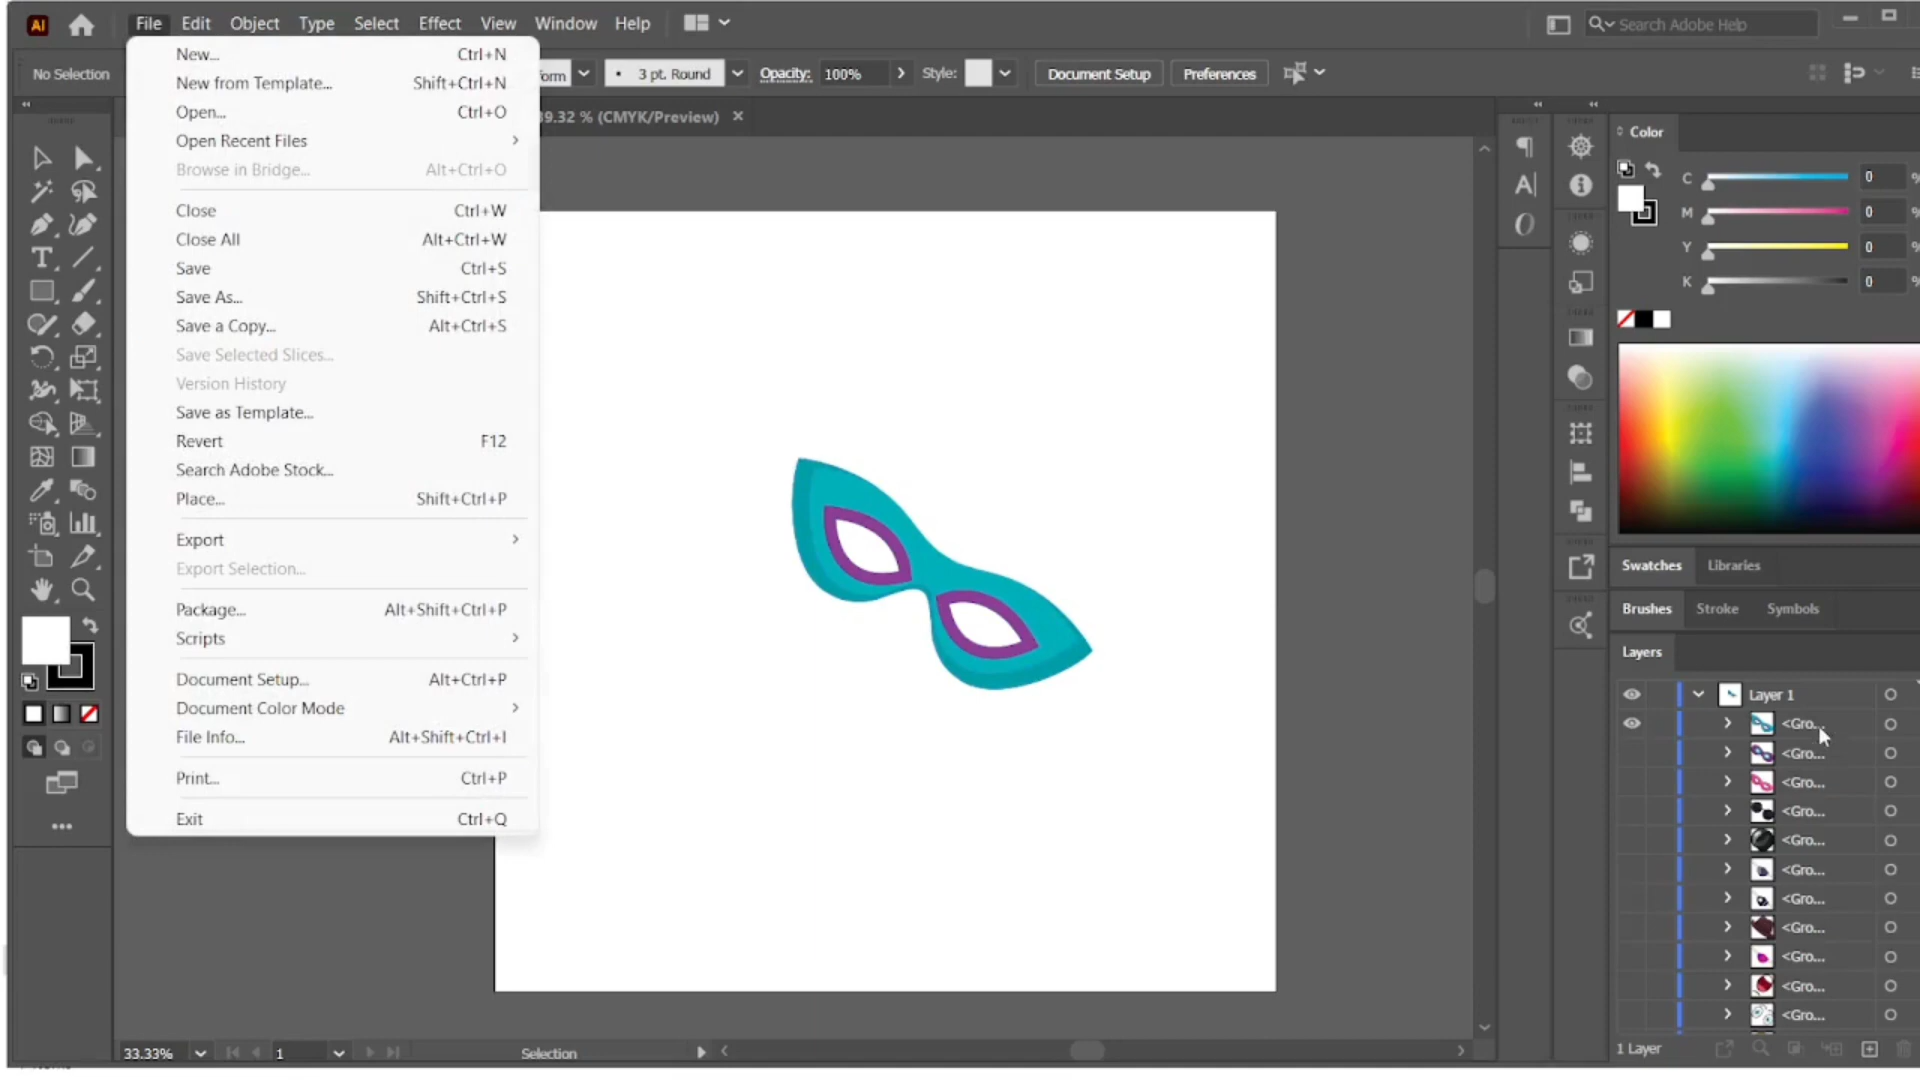 Ai File Edit Object Type Select Effect View Window Help Search Adobe Help
No Selection 3 pt. Round Opacity: 100% Style: Document Setup Preferences
39.32 % (CMYK/Preview) ×
New... Ctrl+N
New from Template... Shift+Ctrl+N
Open... Ctrl+O
Open Recent Files
Browse in Bridge... Alt+Ctrl+O
Close Ctrl+W
Close All Alt+Ctrl+W
Save Ctrl+S
Save As... Shift+Ctrl+S
Save a Copy... Alt+Ctrl+S
Save Selected Slices...
Version History
Save as Template...
Revert F12
Search Adobe Stock...
Place... Shift+Ctrl+P
Export
Export Selection...
Package... Alt+Shift+Ctrl+P
Scripts
Document Setup... Alt+Ctrl+P
Document Color Mode
File Info... Alt+Shift+Ctrl+I
Print... Ctrl+P
Exit Ctrl+Q
Color
C 0 %
M 0 %
Y 0 %
K 0 %
Swatches Libraries
Brushes Stroke Symbols
Layers
Layer 1
<Gro...
<Gro...
<Gro...
<Gro...
<Gro...
<Gro...
<Gro...
<Gro...
<Gro...
<Gro...
<Gro...
1 Layer
33.33% 1 Selection